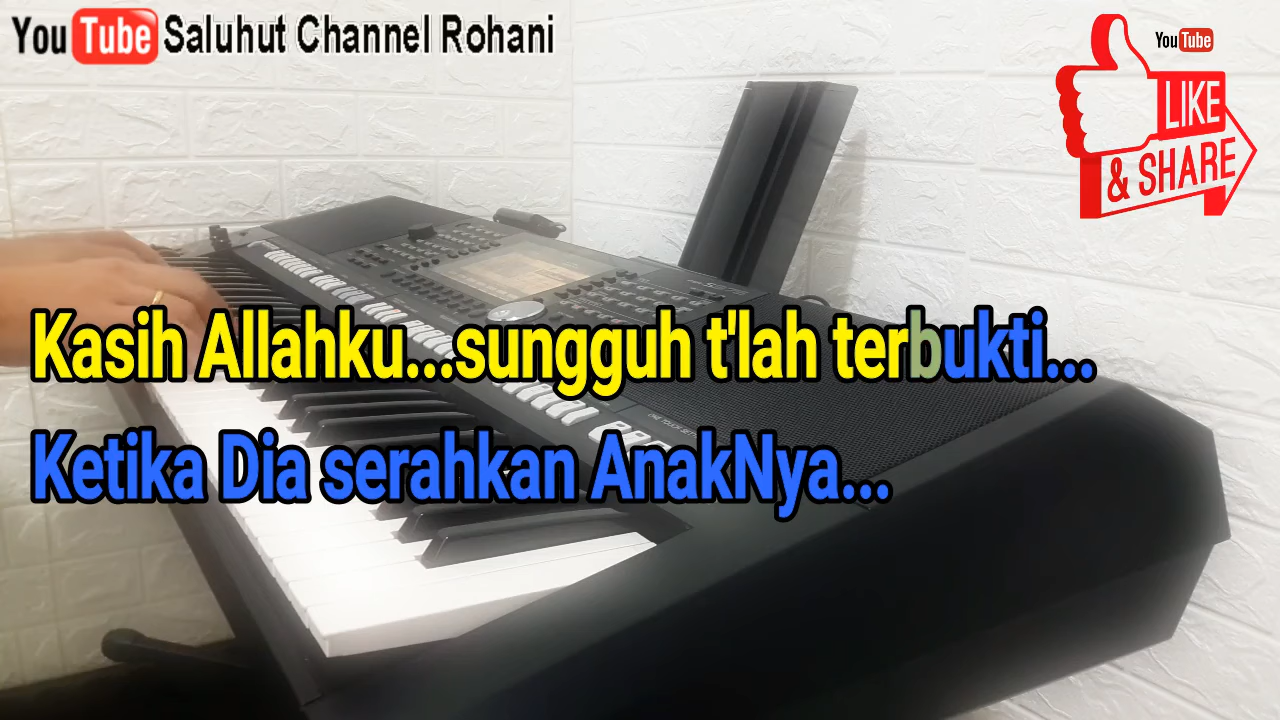 YouTube Saluhut Channel Rohani
YouTube
LIKE
& SHARE
Kasih Allahku...sungguh t'lah terbukti...
Ketika Dia serahkan AnakNya...